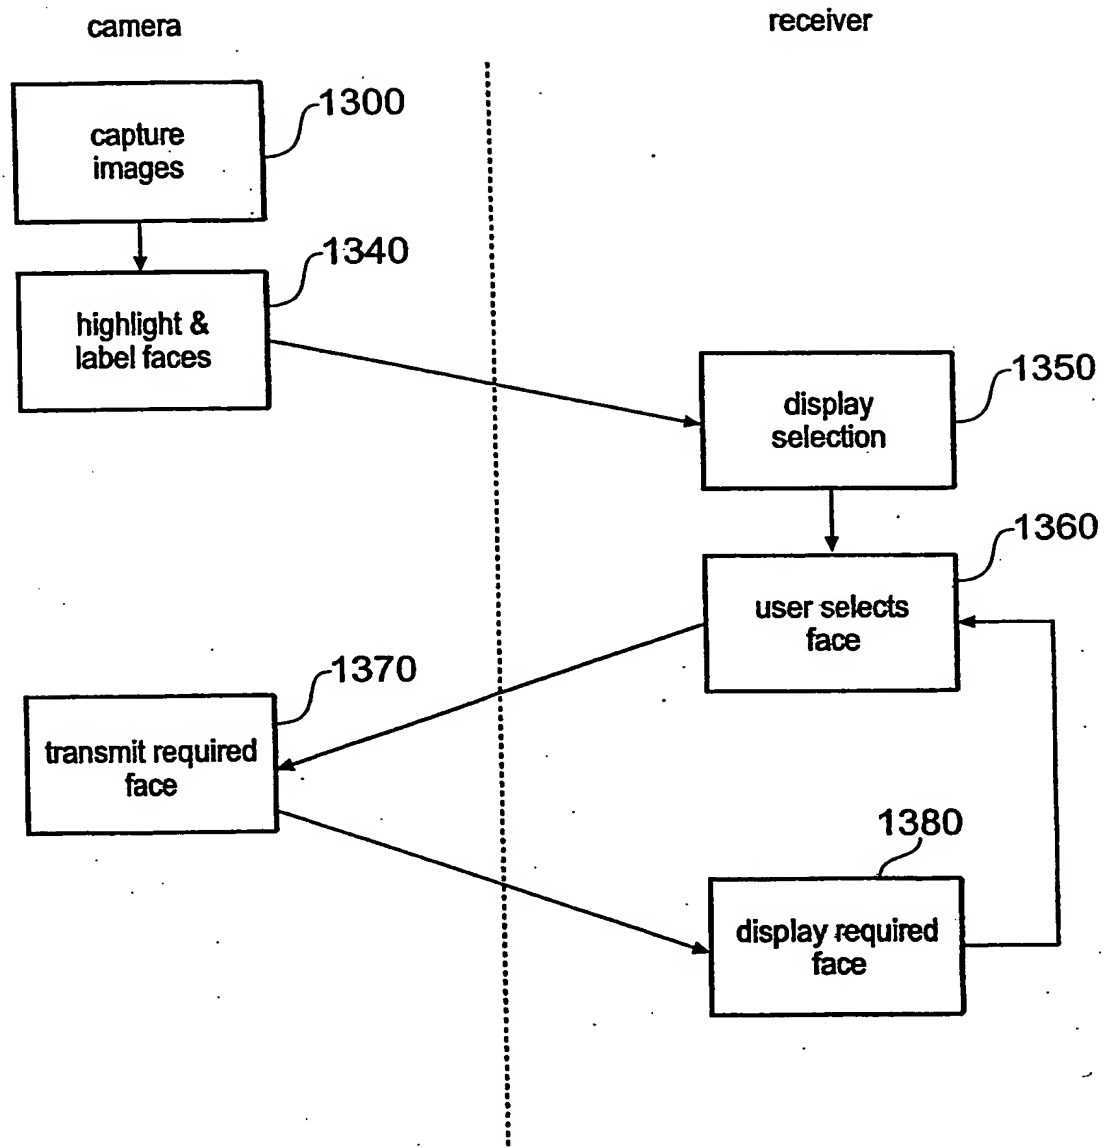 camera
receiver
capture
images
1300
highlight &
label faces
1340
display
selection
1350
user selects
face
1360
transmit required
face
1370
display required
face
1380